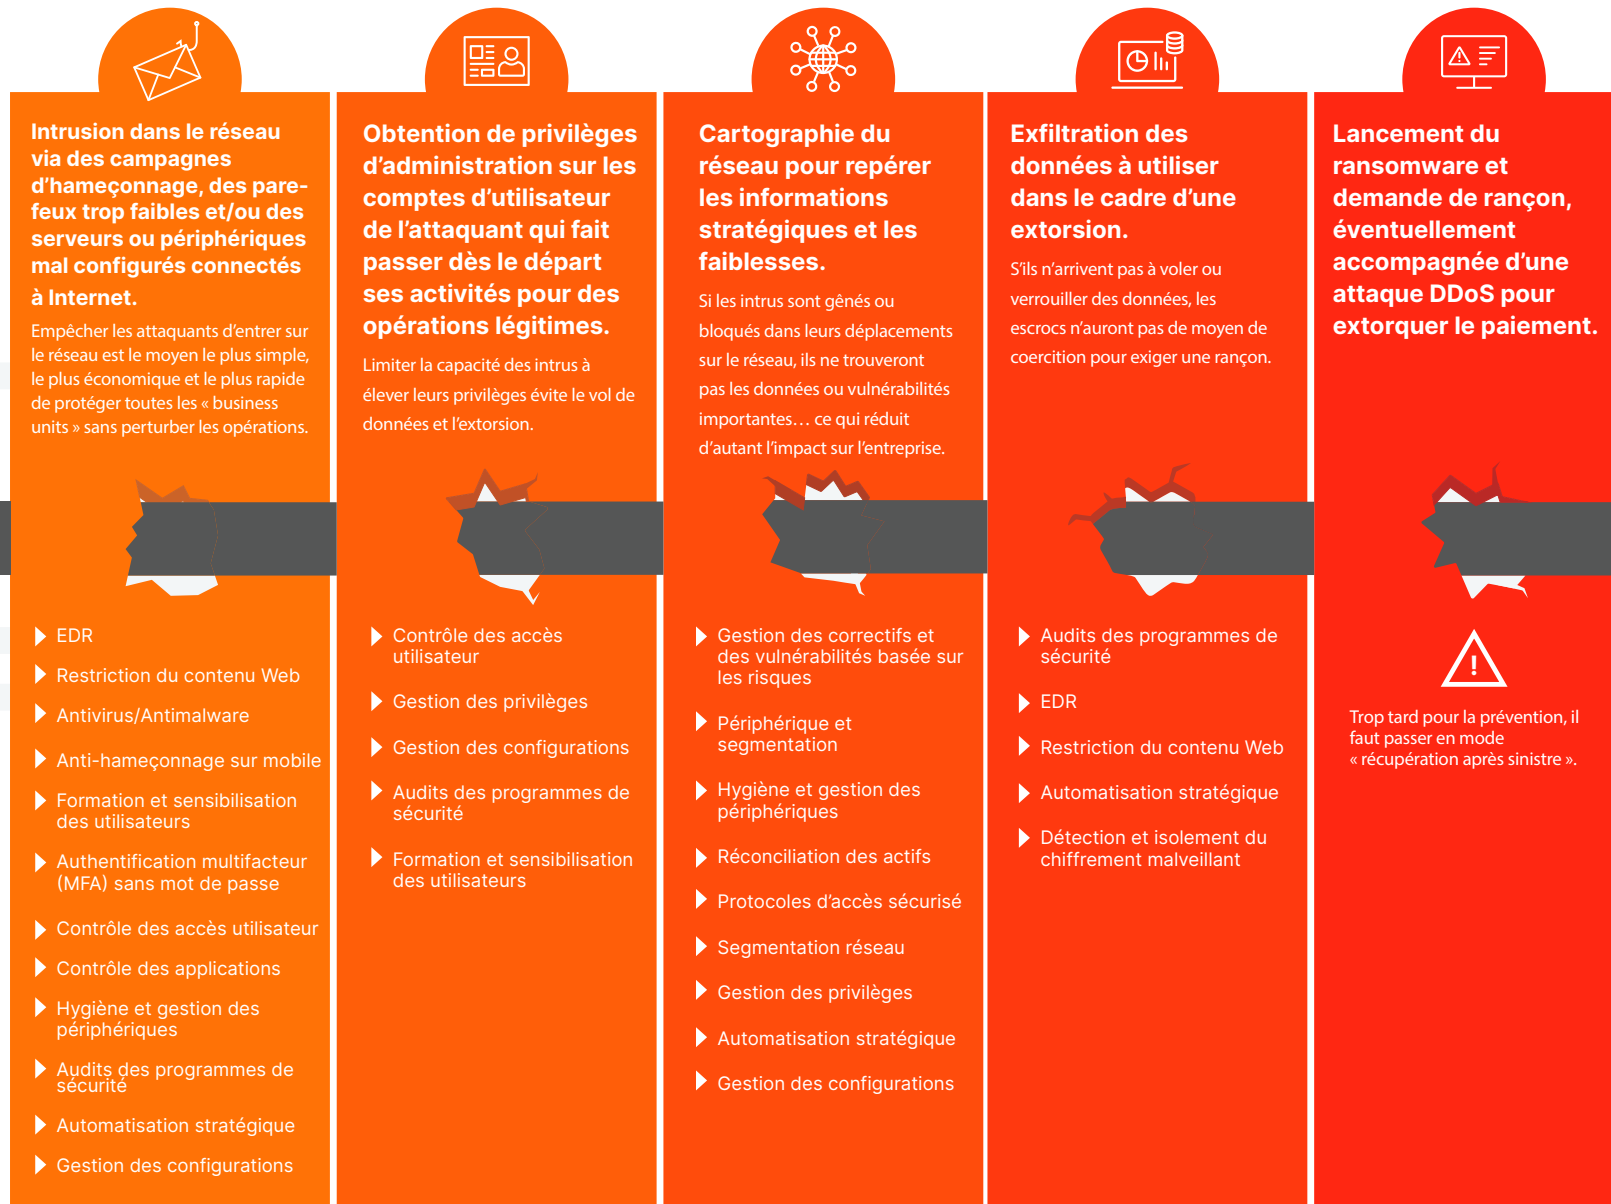 Intrusion dans le réseau
via des campagnes
d'hameçonnage, des pare-
feux trop faibles et/ou des
serveurs ou périphériques
mal configurés connectés
à Internet.
Empêcher les attaquants d'entrer sur
le réseau est le moyen le plus simple,
le plus économique et le plus rapide
de protéger toutes les « business
units » sans perturber les opérations.
EDR
Restriction du contenu Web
Antivirus/Antimalware
Anti-hameçonnage sur mobile
Formation et sensibilisation
des utilisateurs
Authentification multifacteur
(MFA) sans mot de passe
Contrôle des accès utilisateur
Contrôle des applications
Hygiène et gestion des
périphériques
Audits des programmes de
sécurité
Automatisation stratégique
Gestion des configurations
Obtention de privilèges
d'administration sur les
comptes d'utilisateur
de l'attaquant qui fait
passer dès le départ
ses activités pour des
opérations légitimes.
Limiter la capacité des intrus à
élever leurs privilèges évite le vol de
données et l'extorsion.
Contrôle des accès
utilisateur
Gestion des privilèges
Gestion des configurations
Audits des programmes de
sécurité
Formation et sensibilisation
des utilisateurs
Cartographie du
réseau pour repérer
les informations
stratégiques et les
faiblesses.
Si les intrus sont gênés ou
bloqués dans leurs déplacements
sur le réseau, ils ne trouveront
pas les données ou vulnérabilités
importantes… ce qui réduit
d'autant l'impact sur l'entreprise.
Gestion des correctifs et
des vulnérabilités basée sur
les risques
Périphérique et
segmentation
Hygiène et gestion des
périphériques
Réconciliation des actifs
Protocoles d'accès sécurisé
Segmentation réseau
Gestion des privilèges
Automatisation stratégique
Gestion des configurations
Exfiltration des
données à utiliser
dans le cadre d'une
extorsion.
S'ils n'arrivent pas à voler ou
verrouiller des données, les
escrocs n'auront pas de moyen de
coercition pour exiger une rançon.
Audits des programmes de
sécurité
EDR
Restriction du contenu Web
Automatisation stratégique
Détection et isolement du
chiffrement malveillant
Lancement du
ransomware et
demande de rançon,
éventuellement
accompagnée d'une
attaque DDoS pour
extorquer le paiement.
Trop tard pour la prévention, il
faut passer en mode
« récupération après sinistre ».